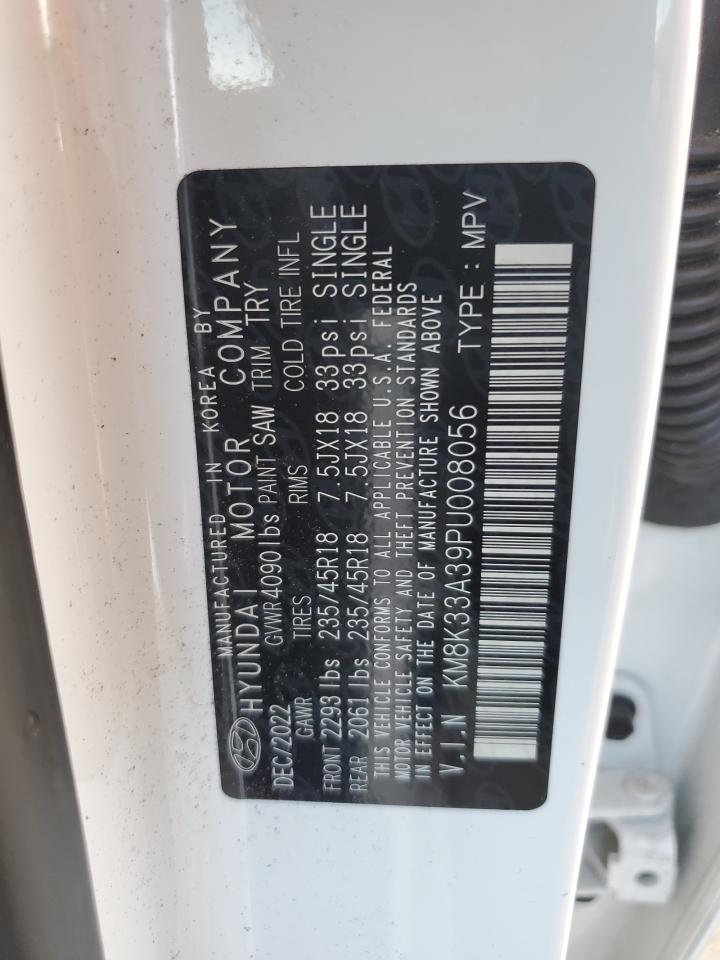 MANUFACTURED IN KOREA BY
HYUNDAI MOTOR COMPANY
DEC/2022 GVWR 4090 lbs PAINT SAW TRIM TRY
GAWR TIRES RIMS COLD TIRE INFL
FRONT 2293 lbs 235/45R18 7.5JX18 33psi SINGLE
REAR 2061 lbs 235/45R18 7.5JX18 33psi SINGLE
THIS VEHICLE CONFORMS TO ALL APPLICABLE U.S.A. FEDERAL
MOTOR VEHICLE SAFETY AND THEFT PREVENTION STANDARDS
IN EFFECT ON THE DATE OF MANUFACTURE SHOWN ABOVE
V.I.N KM8K33A39PU008056 TYPE : MPV